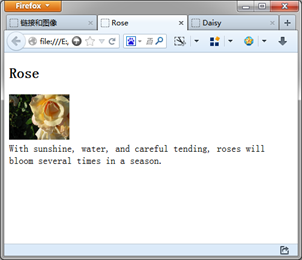 Firefox
链接和图像
Rose
Daisy
file:///E:
Rose
With sunshine, water, and careful tending, roses will
bloom several times in a season.